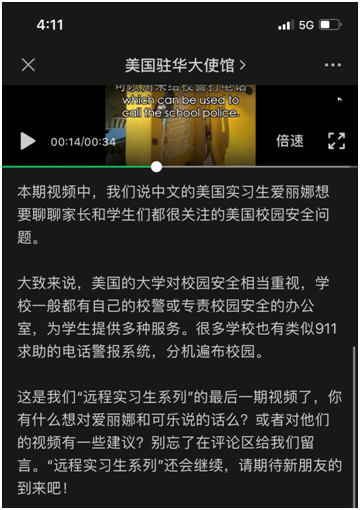 4:11
5G
美国驻华大使馆
可以用来给校警打电话
which can be used to
call the school police.
00:14/00:34
倍速
本期视频中，我们说中文的美国实习生爱丽娜想
要聊聊家长和学生们都很关注的美国校园安全问
题。
大致来说，美国的大学对校园安全相当重视，学
校一般都有自己的校警或专责校园安全的办公
室，为学生提供多种服务。很多学校也有类似911
求助的电话警报系统，分机遍布校园。
这是我们“远程实习生系列”的最后一期视频了，你
有什么想对爱丽娜和可乐说的话么？或者对他们
的视频有一些建议？别忘了在评论区给我们留
言。“远程实习生系列”还会继续，请期待新朋友的
到来吧！